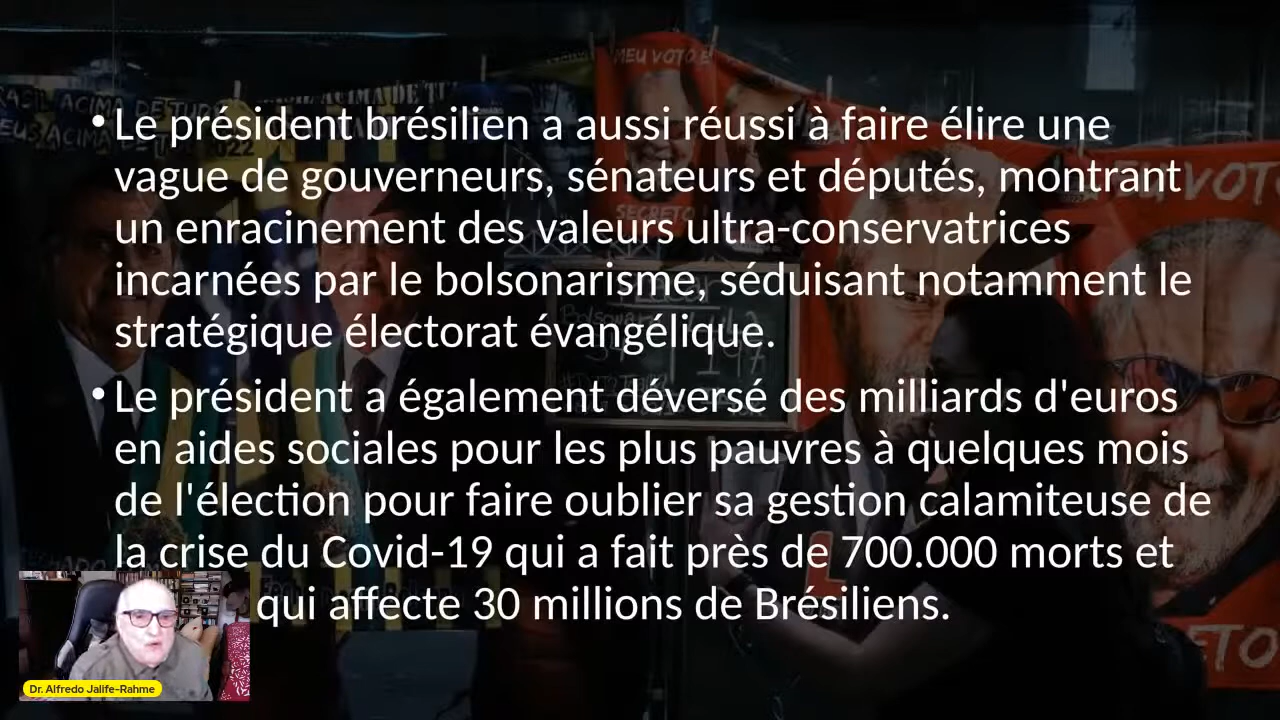 • Le président brésilien a aussi réussi à faire élire une
vague de gouverneurs, sénateurs et députés, montrant
un enracinement des valeurs ultra-conservatrices
incarnées par le bolsonarisme, séduisant notamment le
stratégique électorat évangélique.
• Le président a également déversé des milliards d'euros
en aides sociales pour les plus pauvres à quelques mois
de l'élection pour faire oublier sa gestion calamiteuse de
la crise du Covid-19 qui a fait près de 700.000 morts et
qui affecte 30 millions de Brésiliens.
MEU VOTO É
SECRETO
Dr. Alfredo Jalife-Rahme